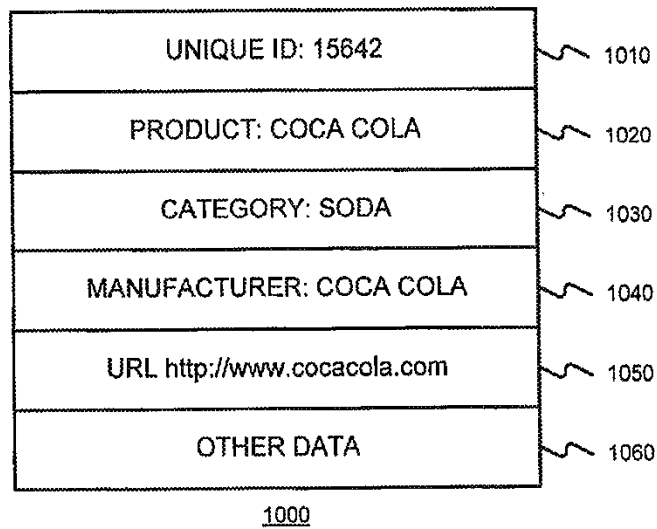 UNIQUE ID: 15642 1010
PRODUCT: COCA COLA 1020
CATEGORY: SODA 1030
MANUFACTURER: COCA COLA 1040
URL http://www.cocacola.com 1050
OTHER DATA 1060
1000